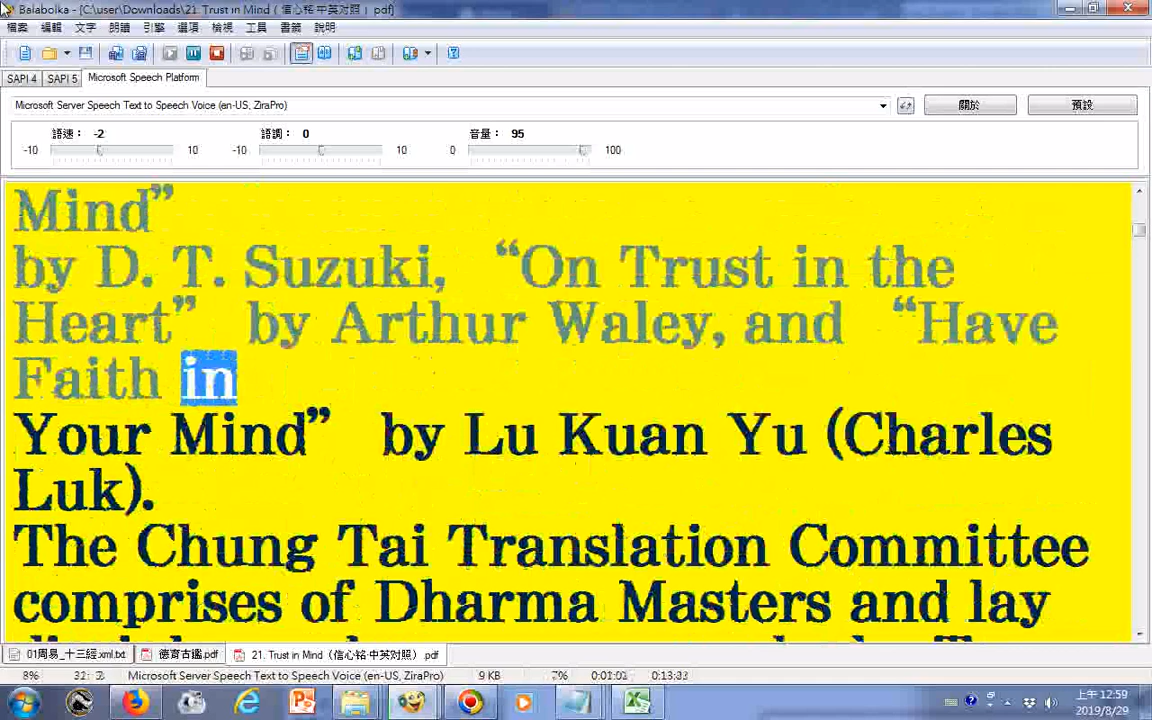 Balabolka - [C:\user\Downloads\21. Trust in Mind（信心铭·中英对照）.pdf]
檔案 編輯 文字 朗讀 引擎 選項 檢視 工具 書籤 說明
SAPI 4 SAPI 5 Microsoft Speech Platform
Microsoft Server Speech Text to Speech Voice (en-US, ZiraPro) 關於 預設
語速： -2 語調： 0 音量： 95
-10 10 -10 10 0 100
Mind”
by D. T. Suzuki, “On Trust in the
Heart” by Arthur Waley, and “Have
Faith in
Your Mind” by Lu Kuan Yu (Charles
Luk).
The Chung Tai Translation Committee
comprises of Dharma Masters and lay
01周易_十三經.xml.txt 德育古鑑.pdf 21. Trust in Mind（信心铭·中英对照）.pdf
8% Microsoft Server Speech Text to Speech Voice (en-US, ZiraPro) 9 KB 7% 0:01:01 0:13:33
上午 12:59
2019/8/29